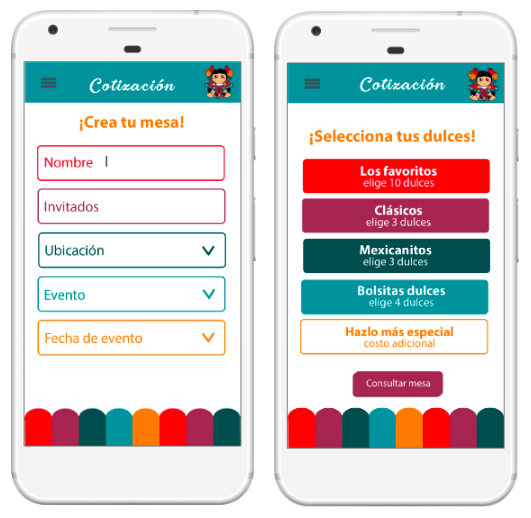 Cotización
¡Crea tu mesa!
Nombre
Invitados
Ubicación
Evento
Fecha de evento
Cotización
¡Selecciona tus dulces!
Los favoritos
elige 10 dulces
Clásicos
elige 3 dulces
Mexicanitos
elige 3 dulces
Bolsitas dulces
elige 4 dulces
Hazlo más especial
costo adicional
Consultar mesa